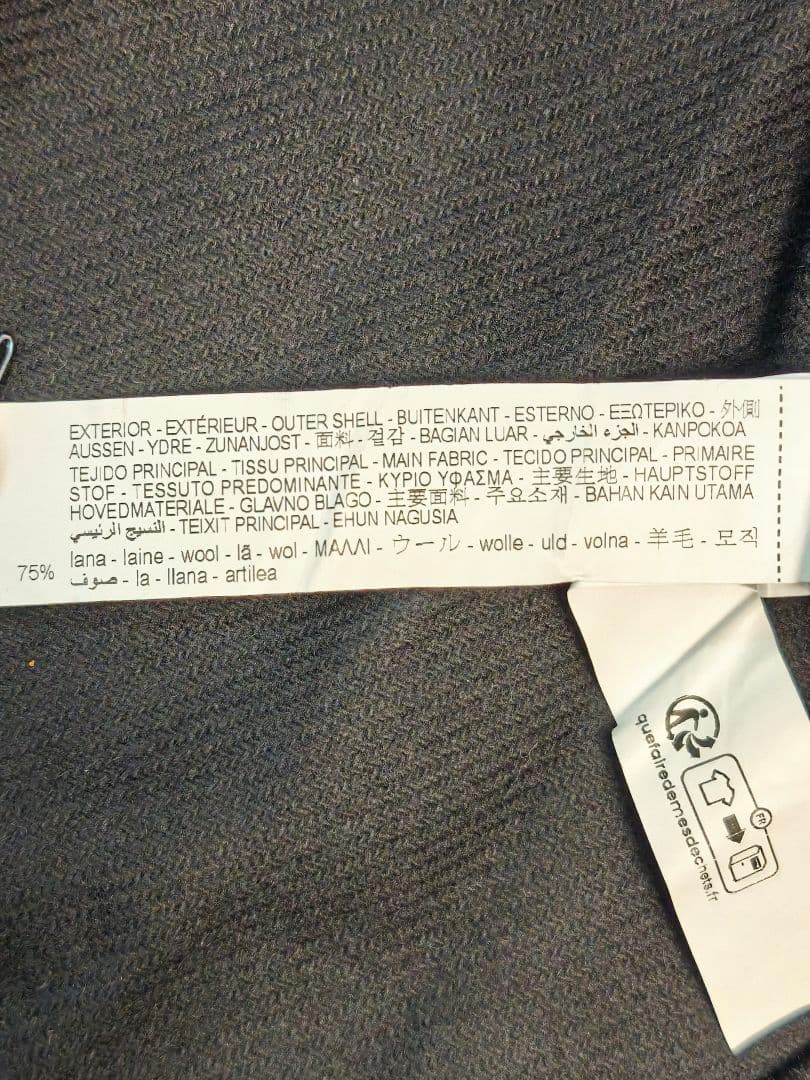 EXTERIOR - EXTÉRIEUR - OUTER SHELL - BUITENKANT - ESTERNO - ΕΞΩΤΕΡΙΚΟ - 外側
AUSSEN - YDRE - ZUNANJOST - 面料 - 겉감 - BAGIAN LUAR - الجزء الخارجي - KANPOKOA
TEJIDO PRINCIPAL - TISSU PRINCIPAL - MAIN FABRIC - TECIDO PRINCIPAL - PRIMAIRE
STOF - TESSUTO PREDOMINANTE - ΚΥΡΙΟ ΥΦΑΣΜΑ - 主要生地 - HAUPTSTOFF
HOVEDMATERIALE - GLAVNO BLAGO - 主要面料 - 주요소재 - BAHAN KAIN UTAMA
النسيج الرئيسي - TEIXIT PRINCIPAL - EHUN NAGUSIA
lana - laine - wool - lã - wol - ΜΑΛΛΙ - ウール - wolle - uld - volna - 羊毛 - 모직
75% صوف - la - llana - artilea
quefairedemesdechets.fr
FR